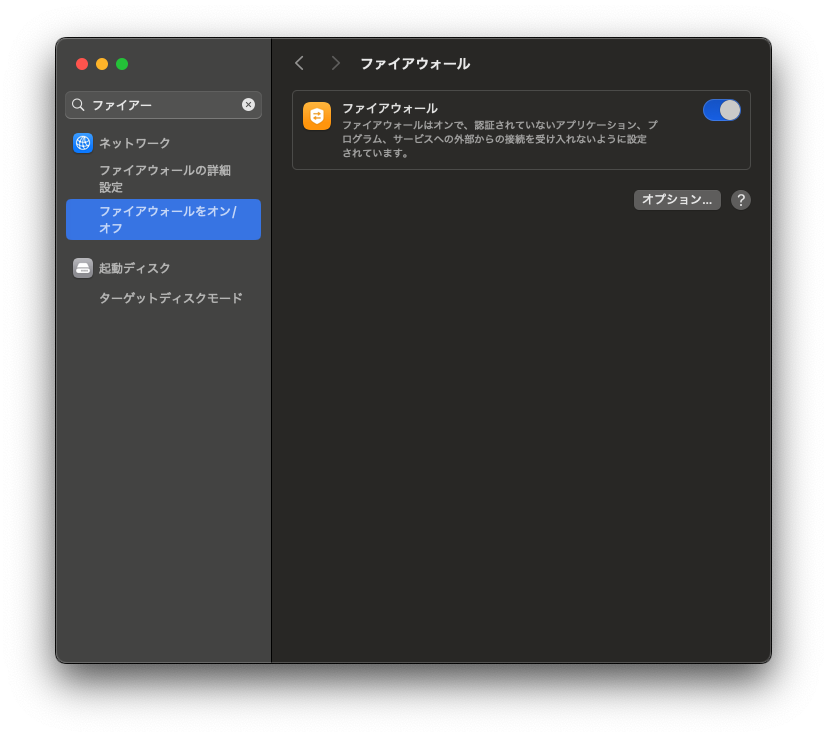 ファイアウォール
ファイアー
ネットワーク
ファイアウォールの詳細
設定
ファイアウォールをオン/
オフ
起動ディスク
ターゲットディスクモード
ファイアウォール
ファイアウォールはオンで、認証されていないアプリケーション、プ
ログラム、サービスへの外部からの接続を受け入れないように設定
されています。
オプション...
?